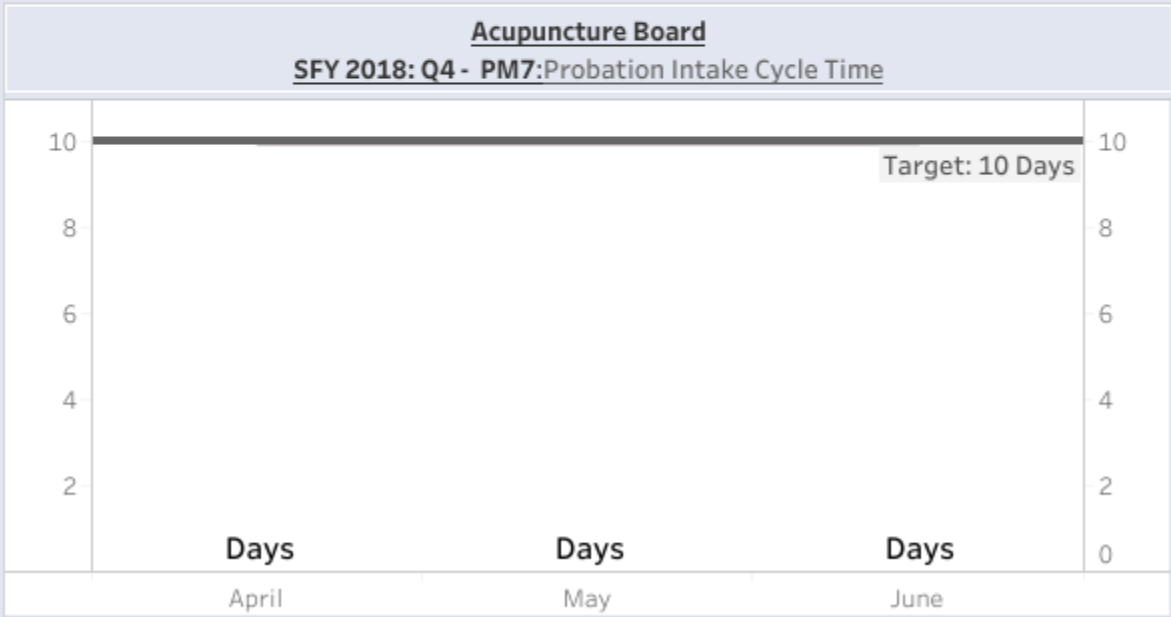 Acupuncture Board
SFY 2018: Q4 - PM7:Probation Intake Cycle Time
10 10
Target: 10 Days
8 8
6 6
4 4
2 2
Days Days Days 0
April May June